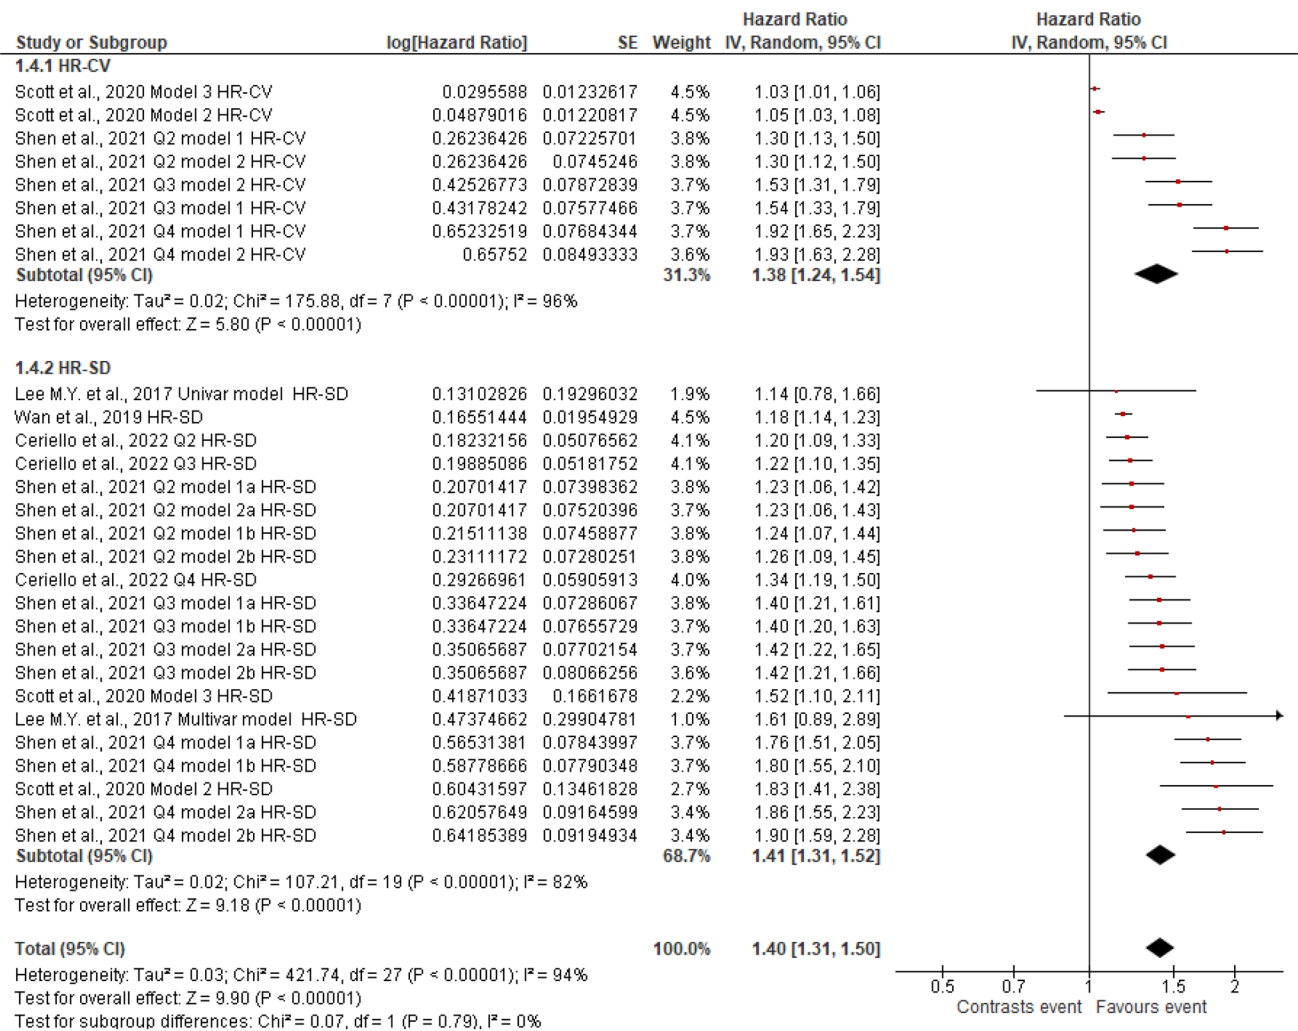 Hazard Ratio Hazard Ratio
Study or Subgroup log[Hazard Ratio] SE Weight IV, Random, 95% CI IV, Random, 95% CI
1.4.1 HR-CV
Scott et al., 2020 Model 3 HR-CV 0.0295588 0.01232617 4.5% 1.03 [1.01, 1.06]
Scott et al., 2020 Model 2 HR-CV 0.04879016 0.01220817 4.5% 1.05 [1.03, 1.08]
Shen et al., 2021 Q2 model 1 HR-CV 0.26236426 0.07225701 3.8% 1.30 [1.13, 1.50]
Shen et al., 2021 Q2 model 2 HR-CV 0.26236426 0.0745246 3.8% 1.30 [1.12, 1.50]
Shen et al., 2021 Q3 model 2 HR-CV 0.42526773 0.07872839 3.7% 1.53 [1.31, 1.79]
Shen et al., 2021 Q3 model 1 HR-CV 0.43178242 0.07577466 3.7% 1.54 [1.33, 1.79]
Shen et al., 2021 Q4 model 1 HR-CV 0.65232519 0.07684344 3.7% 1.92 [1.65, 2.23]
Shen et al., 2021 Q4 model 2 HR-CV 0.65752 0.08493333 3.6% 1.93 [1.63, 2.28]
Subtotal (95% CI) 31.3% 1.38 [1.24, 1.54]
Heterogeneity: Tau² = 0.02; Chi² = 175.88, df = 7 (P < 0.00001); I² = 96%
Test for overall effect: Z = 5.80 (P < 0.00001)
1.4.2 HR-SD
Lee M.Y. et al., 2017 Univar model HR-SD 0.13102826 0.19296032 1.9% 1.14 [0.78, 1.66]
Wan et al., 2019 HR-SD 0.16551444 0.01954929 4.5% 1.18 [1.14, 1.23]
Ceriello et al., 2022 Q2 HR-SD 0.18232156 0.05076562 4.1% 1.20 [1.09, 1.33]
Ceriello et al., 2022 Q3 HR-SD 0.19885086 0.05181752 4.1% 1.22 [1.10, 1.35]
Shen et al., 2021 Q2 model 1a HR-SD 0.20701417 0.07398362 3.8% 1.23 [1.06, 1.42]
Shen et al., 2021 Q2 model 2a HR-SD 0.20701417 0.07520396 3.8% 1.23 [1.06, 1.43]
Shen et al., 2021 Q2 model 1b HR-SD 0.21511138 0.07458877 3.8% 1.24 [1.07, 1.44]
Shen et al., 2021 Q2 model 2b HR-SD 0.23111172 0.07280251 3.8% 1.26 [1.09, 1.45]
Ceriello et al., 2022 Q4 HR-SD 0.29266961 0.05905913 4.0% 1.34 [1.19, 1.50]
Shen et al., 2021 Q3 model 1a HR-SD 0.33647224 0.07286067 3.8% 1.40 [1.21, 1.61]
Shen et al., 2021 Q3 model 1b HR-SD 0.33647224 0.07655729 3.7% 1.40 [1.20, 1.63]
Shen et al., 2021 Q3 model 2a HR-SD 0.35065687 0.07702154 3.7% 1.42 [1.22, 1.65]
Shen et al., 2021 Q3 model 2b HR-SD 0.35065687 0.08066256 3.6% 1.42 [1.21, 1.66]
Scott et al., 2020 Model 3 HR-SD 0.41871033 0.1661678 2.2% 1.52 [1.10, 2.11]
Lee M.Y. et al., 2017 Multivar model HR-SD 0.47374662 0.29904781 1.0% 1.61 [0.89, 2.89]
Shen et al., 2021 Q4 model 1a HR-SD 0.56531381 0.07843997 3.7% 1.76 [1.51, 2.05]
Shen et al., 2021 Q4 model 1b HR-SD 0.58778666 0.07790348 3.7% 1.80 [1.55, 2.10]
Scott et al., 2020 Model 2 HR-SD 0.60431597 0.13461828 2.7% 1.83 [1.41, 2.38]
Shen et al., 2021 Q4 model 2a HR-SD 0.62057649 0.09164599 3.4% 1.86 [1.55, 2.23]
Shen et al., 2021 Q4 model 2b HR-SD 0.64185389 0.09194934 3.4% 1.90 [1.59, 2.28]
Subtotal (95% CI) 68.7% 1.41 [1.31, 1.52]
Heterogeneity: Tau² = 0.02; Chi² = 107.21, df = 19 (P < 0.00001); I² = 82%
Test for overall effect: Z = 9.18 (P < 0.00001)
Total (95% CI) 100.0% 1.40 [1.31, 1.50]
Heterogeneity: Tau² = 0.03; Chi² = 421.74, df = 27 (P < 0.00001); I² = 94%
Test for overall effect: Z = 9.90 (P < 0.00001)
Test for subgroup differences: Chi² = 0.07, df = 1 (P = 0.79), I² = 0%
0.5 0.7 1 1.5 2
Contrasts event Favours event